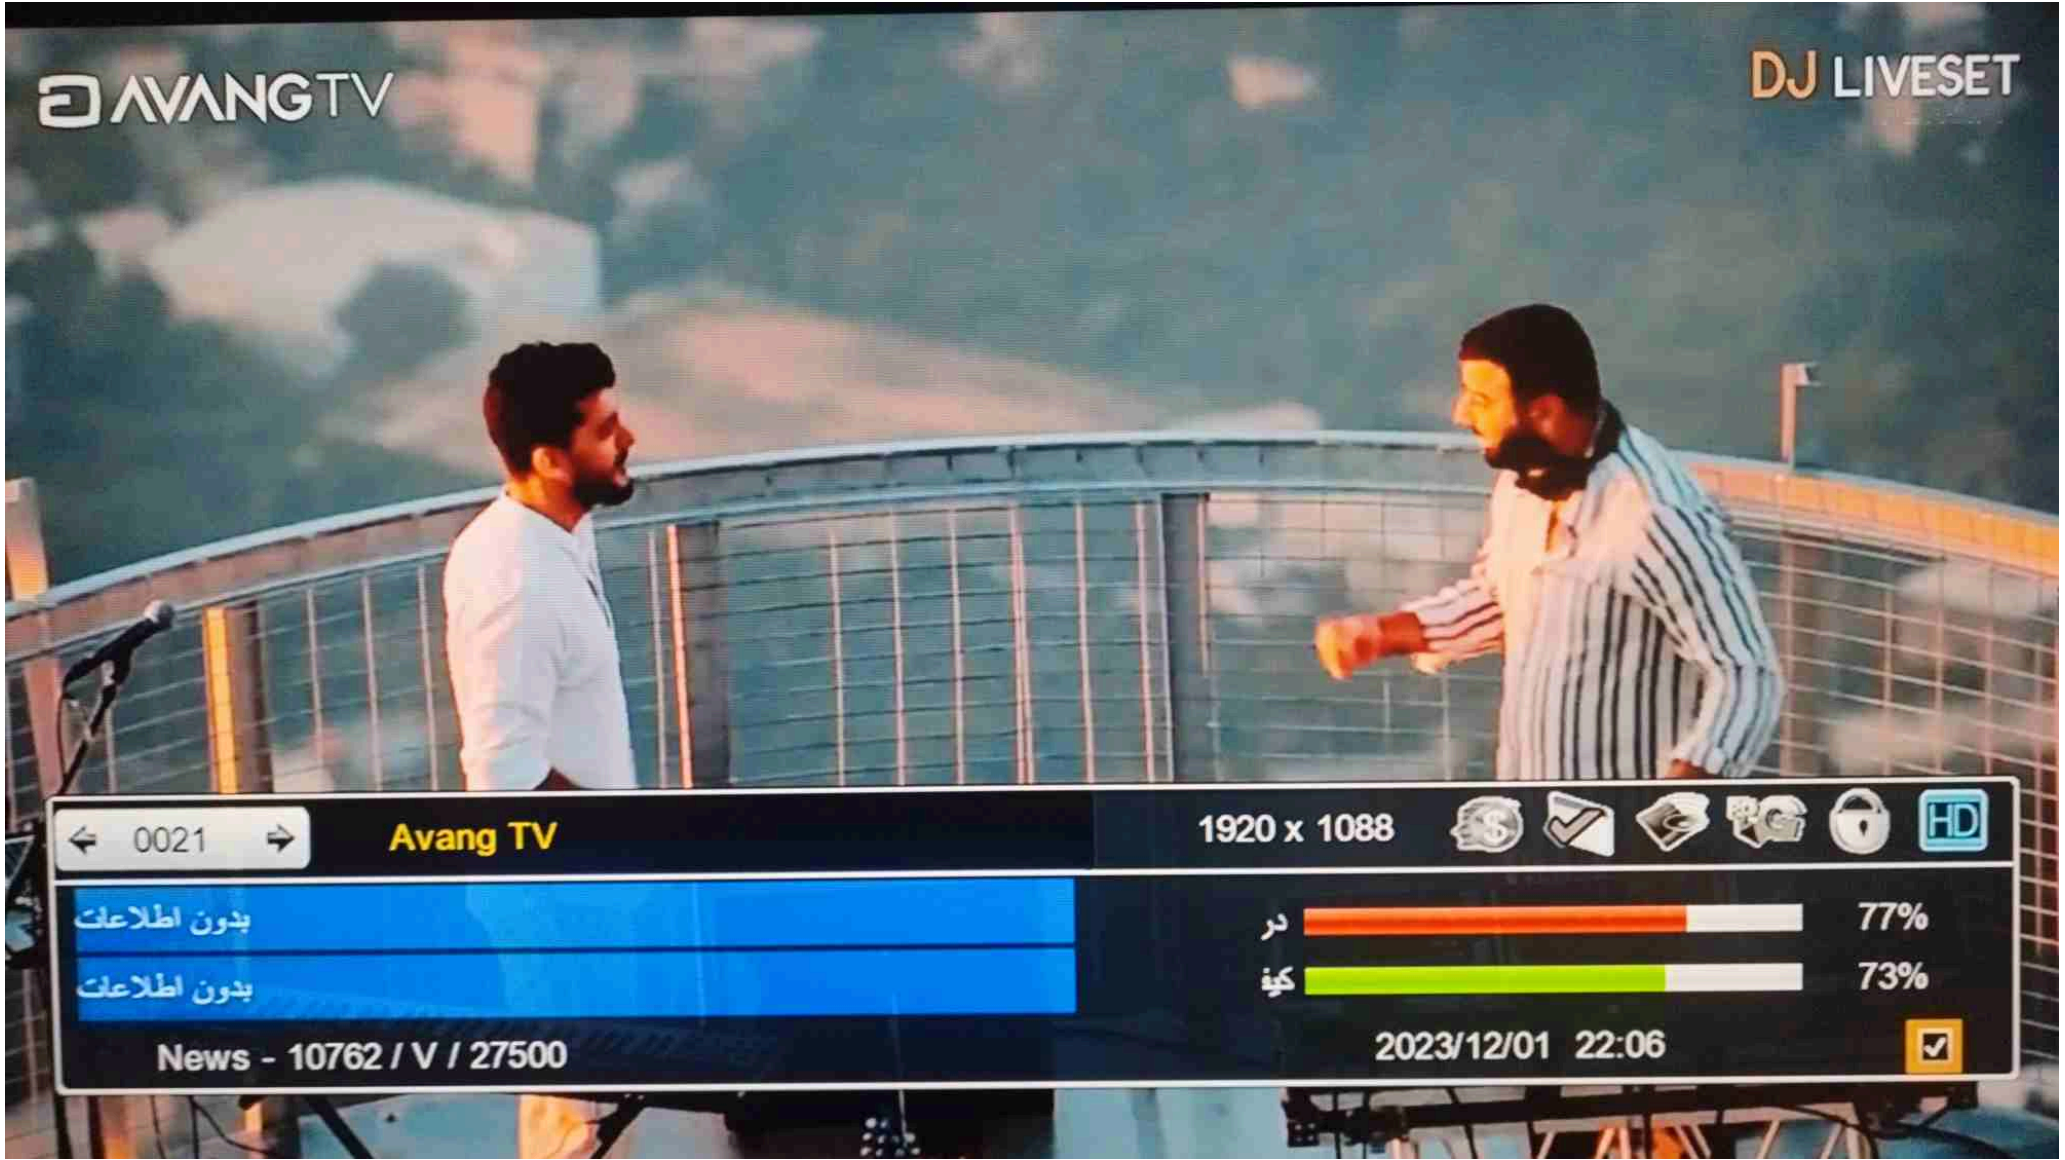 AVANGTV
DJ LIVESET
0021
Avang TV
1920 x 1088
HD
بدون اطلاعات
در
77%
بدون اطلاعات
كيف
73%
News - 10762 / V / 27500
2023/12/01 22:06